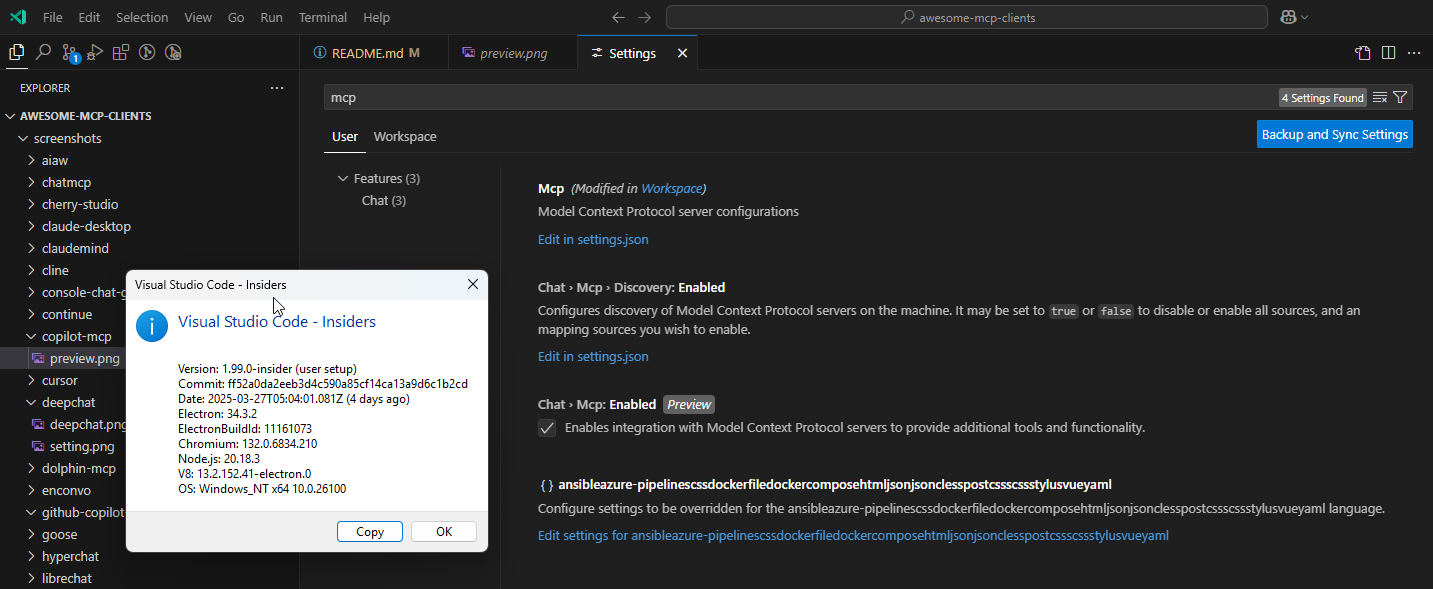 File Edit Selection View Go Run Terminal Help
awesome-mcp-clients
1
README.md M
preview.png
Settings
EXPLORER
AWESOME-MCP-CLIENTS
screenshots
aiaw
chatmcp
cherry-studio
claude-desktop
claudemind
cline
console-chat-g
continue
copilot-mcp
preview.png
cursor
deepchat
deepchat.png
setting.png
dolphin-mcp
enconvo
github-copilot
goose
hyperchat
librechat
mcp
4 Settings Found
User Workspace
Backup and Sync Settings
Features (3)
Chat (3)
Mcp (Modified in Workspace)
Model Context Protocol server configurations
Edit in settings.json
Chat › Mcp › Discovery: Enabled
Configures discovery of Model Context Protocol servers on the machine. It may be set to true or false to disable or enable all sources, and an
mapping sources you wish to enable.
Edit in settings.json
Chat › Mcp: Enabled Preview
Enables integration with Model Context Protocol servers to provide additional tools and functionality.
{ } ansibleazure-pipelinescssdockerfiledockercomposehtmljsonjsonclesspostcssscssstylusvueyaml
Configure settings to be overridden for the ansibleazure-pipelinescssdockerfiledockercomposehtmljsonjsonclesspostcssscssstylusvueyaml language.
Edit settings for ansibleazure-pipelinescssdockerfiledockercomposehtmljsonjsonclesspostcssscssstylusvueyaml
Visual Studio Code - Insiders
Visual Studio Code - Insiders
Version: 1.99.0-insider (user setup)
Commit: ff52a0da2eeb3d4c590a85cf14ca13a9d6c1b2cd
Date: 2025-03-27T05:04:01.081Z (4 days ago)
Electron: 34.3.2
ElectronBuildId: 11161073
Chromium: 132.0.6834.210
Node.js: 20.18.3
V8: 13.2.152.41-electron.0
OS: Windows_NT x64 10.0.26100
Copy OK